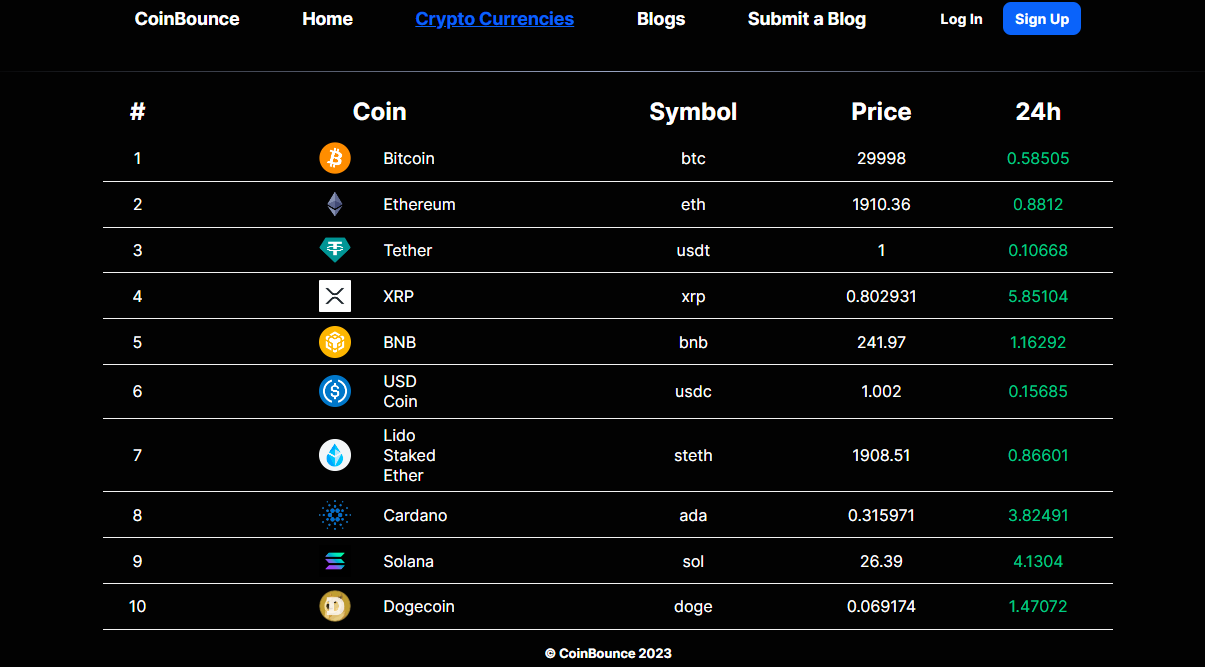 CoinBounce Home Crypto Currencies Blogs Submit a Blog Log In Sign Up
# Coin Symbol Price 24h
1 Bitcoin btc 29998 0.58505
2 Ethereum eth 1910.36 0.8812
3 Tether usdt 1 0.10668
4 XRP xrp 0.802931 5.85104
5 BNB bnb 241.97 1.16292
6 USD
Coin usdc 1.002 0.15685
7 Lido
Staked
Ether steth 1908.51 0.86601
8 Cardano ada 0.315971 3.82491
9 Solana sol 26.39 4.1304
10 Dogecoin doge 0.069174 1.47072
© CoinBounce 2023